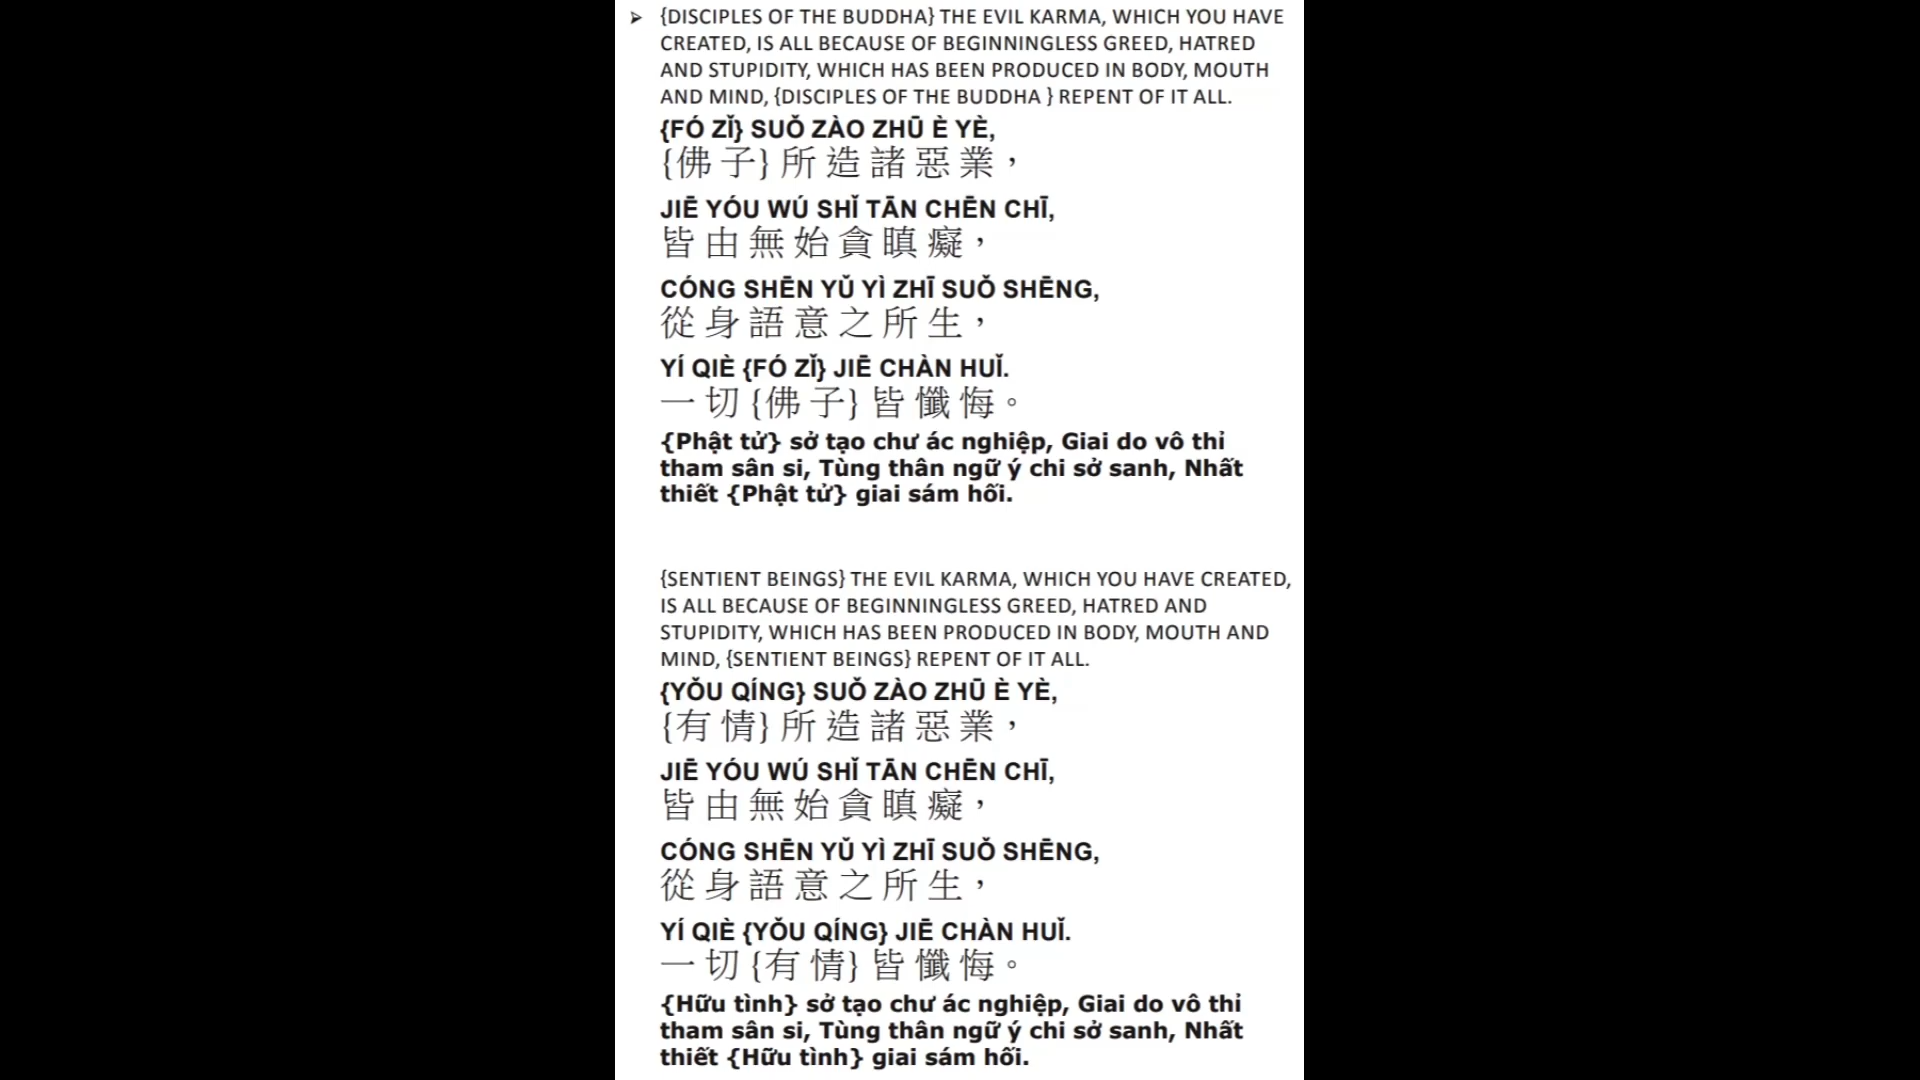 ➢ {DISCIPLES OF THE BUDDHA} THE EVIL KARMA, WHICH YOU HAVE
CREATED, IS ALL BECAUSE OF BEGINNINGLESS GREED, HATRED
AND STUPIDITY, WHICH HAS BEEN PRODUCED IN BODY, MOUTH
AND MIND, {DISCIPLES OF THE BUDDHA } REPENT OF IT ALL.
{FÓ ZǏ} SUǑ ZÀO ZHŪ È YÈ,
{佛 子} 所 造 諸 惡 業，
JIĒ YÓU WÚ SHǏ TĀN CHĒN CHĪ,
皆 由 無 始 貪 瞋 癡，
CÓNG SHĒN YǓ YÌ ZHĪ SUǑ SHĒNG,
從 身 語 意 之 所 生，
YÍ QIÈ {FÓ ZǏ} JIĒ CHÀN HUǏ.
一 切 {佛 子} 皆 懺 悔。
{Phật tử} sở tạo chư ác nghiệp, Giai do vô thỉ
tham sân si, Tùng thân ngữ ý chi sở sanh, Nhất
thiết {Phật tử} giai sám hối.
{SENTIENT BEINGS} THE EVIL KARMA, WHICH YOU HAVE CREATED,
IS ALL BECAUSE OF BEGINNINGLESS GREED, HATRED AND
STUPIDITY, WHICH HAS BEEN PRODUCED IN BODY, MOUTH AND
MIND, {SENTIENT BEINGS} REPENT OF IT ALL.
{YǑU QÍNG} SUǑ ZÀO ZHŪ È YÈ,
{有 情} 所 造 諸 惡 業，
JIĒ YÓU WÚ SHǏ TĀN CHĒN CHĪ,
皆 由 無 始 貪 瞋 癡，
CÓNG SHĒN YǓ YÌ ZHĪ SUǑ SHĒNG,
從 身 語 意 之 所 生，
YÍ QIÈ {YǑU QÍNG} JIĒ CHÀN HUǏ.
一 切 {有 情} 皆 懺 悔。
{Hữu tình} sở tạo chư ác nghiệp, Giai do vô thỉ
tham sân si, Tùng thân ngữ ý chi sở sanh, Nhất
thiết {Hữu tình} giai sám hối.